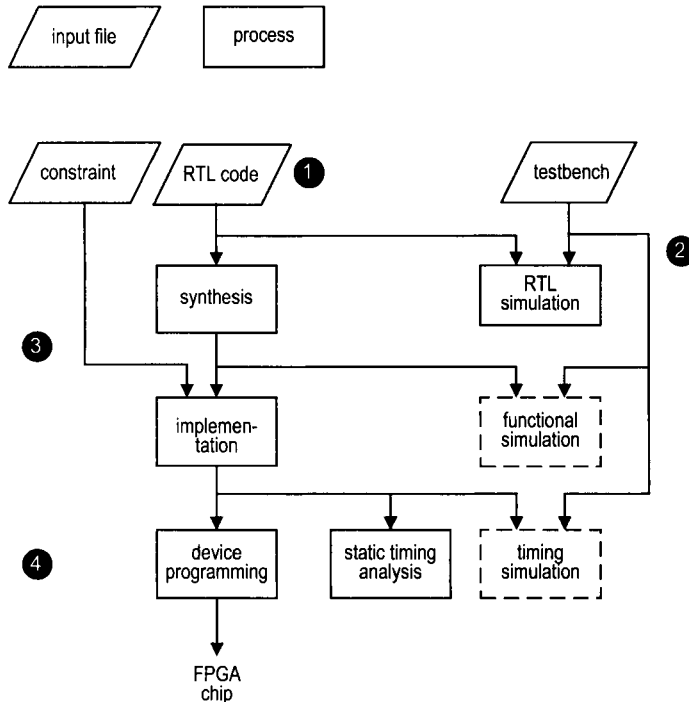 input file
process
constraint
RTL code
1
testbench
2
synthesis
RTL
simulation
3
implemen-
tation
functional
simulation
4
device
programming
static timing
analysis
timing
simulation
FPGA
chip